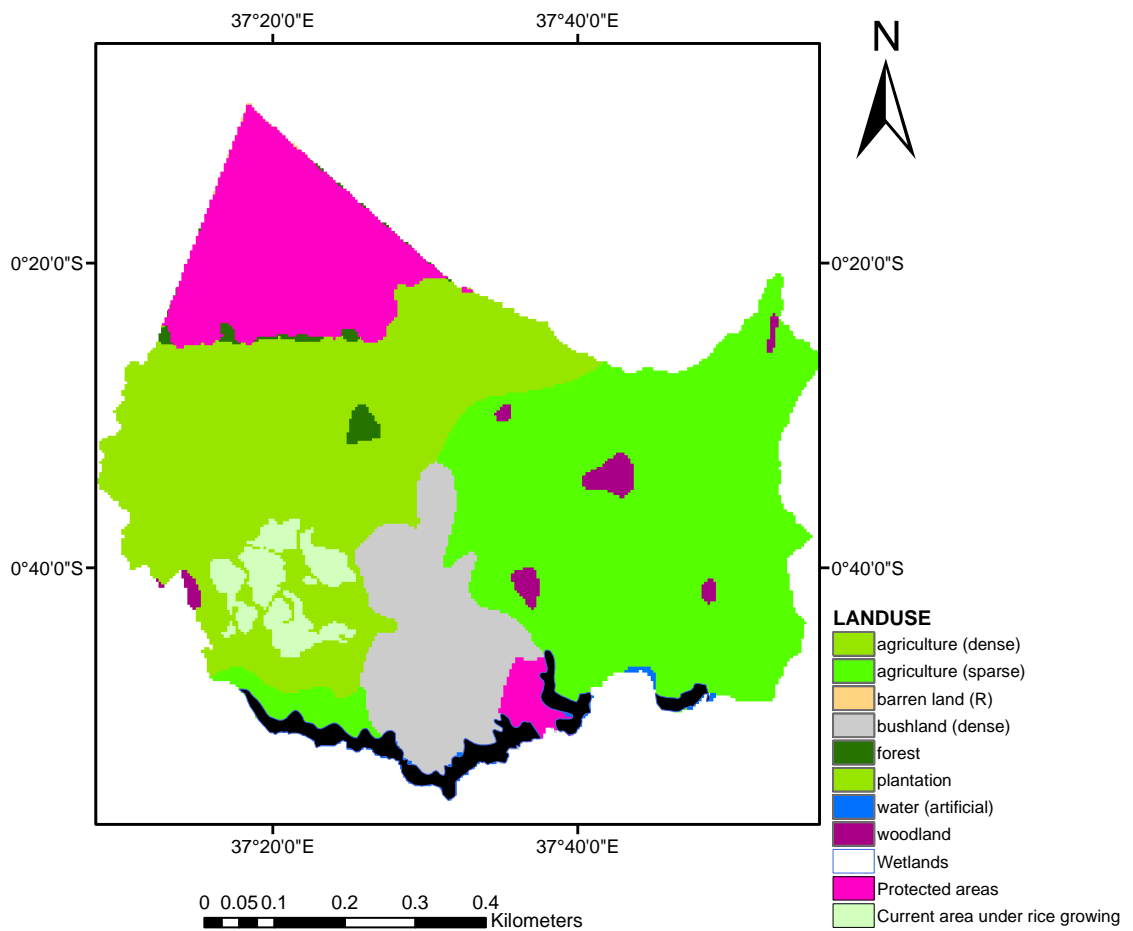 37°20'0"E 37°40'0"E
N
0°20'0"S 0°20'0"S
0°40'0"S 0°40'0"S
37°20'0"E 37°40'0"E
LANDUSE
agriculture (dense)
agriculture (sparse)
barren land (R)
bushland (dense)
forest
plantation
water (artificial)
woodland
Wetlands
Protected areas
Current area under rice growing
0 0.05 0.1 0.2 0.3 0.4
Kilometers